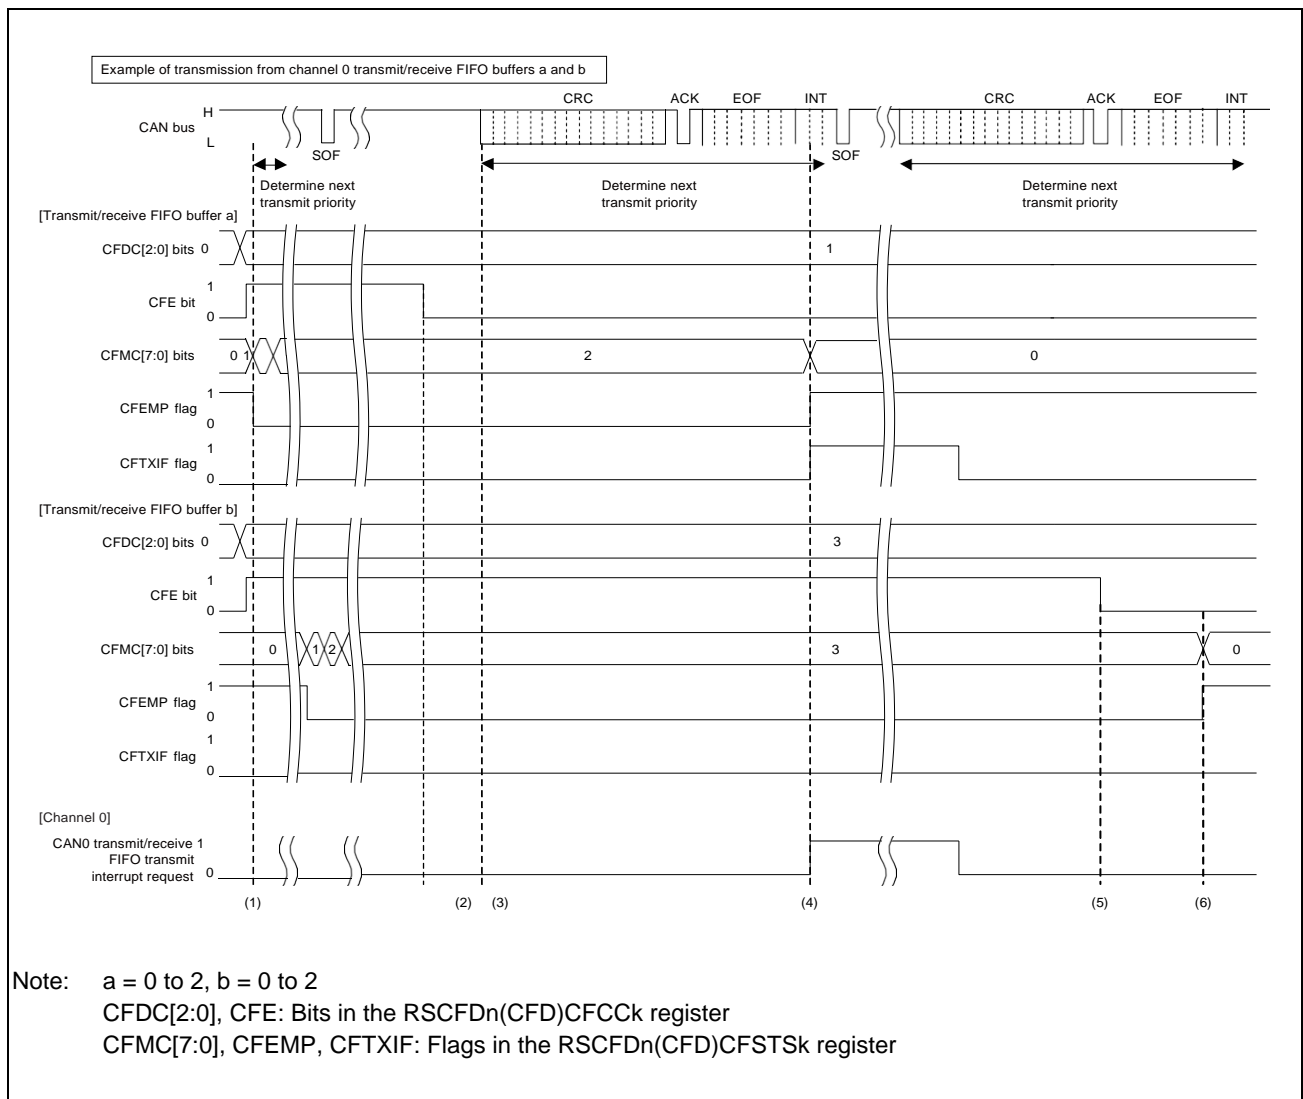 Example of transmission from channel 0 transmit/receive FIFO buffers a and b
CRC ACK EOF INT CRC ACK EOF INT
H
CAN bus
L
SOF SOF
Determine next transmit priority
Determine next transmit priority
Determine next transmit priority
[Transmit/receive FIFO buffer a]
CFDC[2:0] bits 0 1
1
CFE bit
0
CFMC[7:0] bits 0 1 2 0
1
CFEMP flag
0
1
CFTXIF flag
0
[Transmit/receive FIFO buffer b]
CFDC[2:0] bits 0 3
1
CFE bit
0
CFMC[7:0] bits 0 1 2 3 0
1
CFEMP flag
0
1
CFTXIF flag
0
[Channel 0]
CAN0 transmit/receive 1
FIFO transmit
interrupt request 0
(1) (2) (3) (4) (5) (6)
Note: a = 0 to 2, b = 0 to 2
CFDC[2:0], CFE: Bits in the RSCFDn(CFD)CFCCk register
CFMC[7:0], CFEMP, CFTXIF: Flags in the RSCFDn(CFD)CFSTSk register